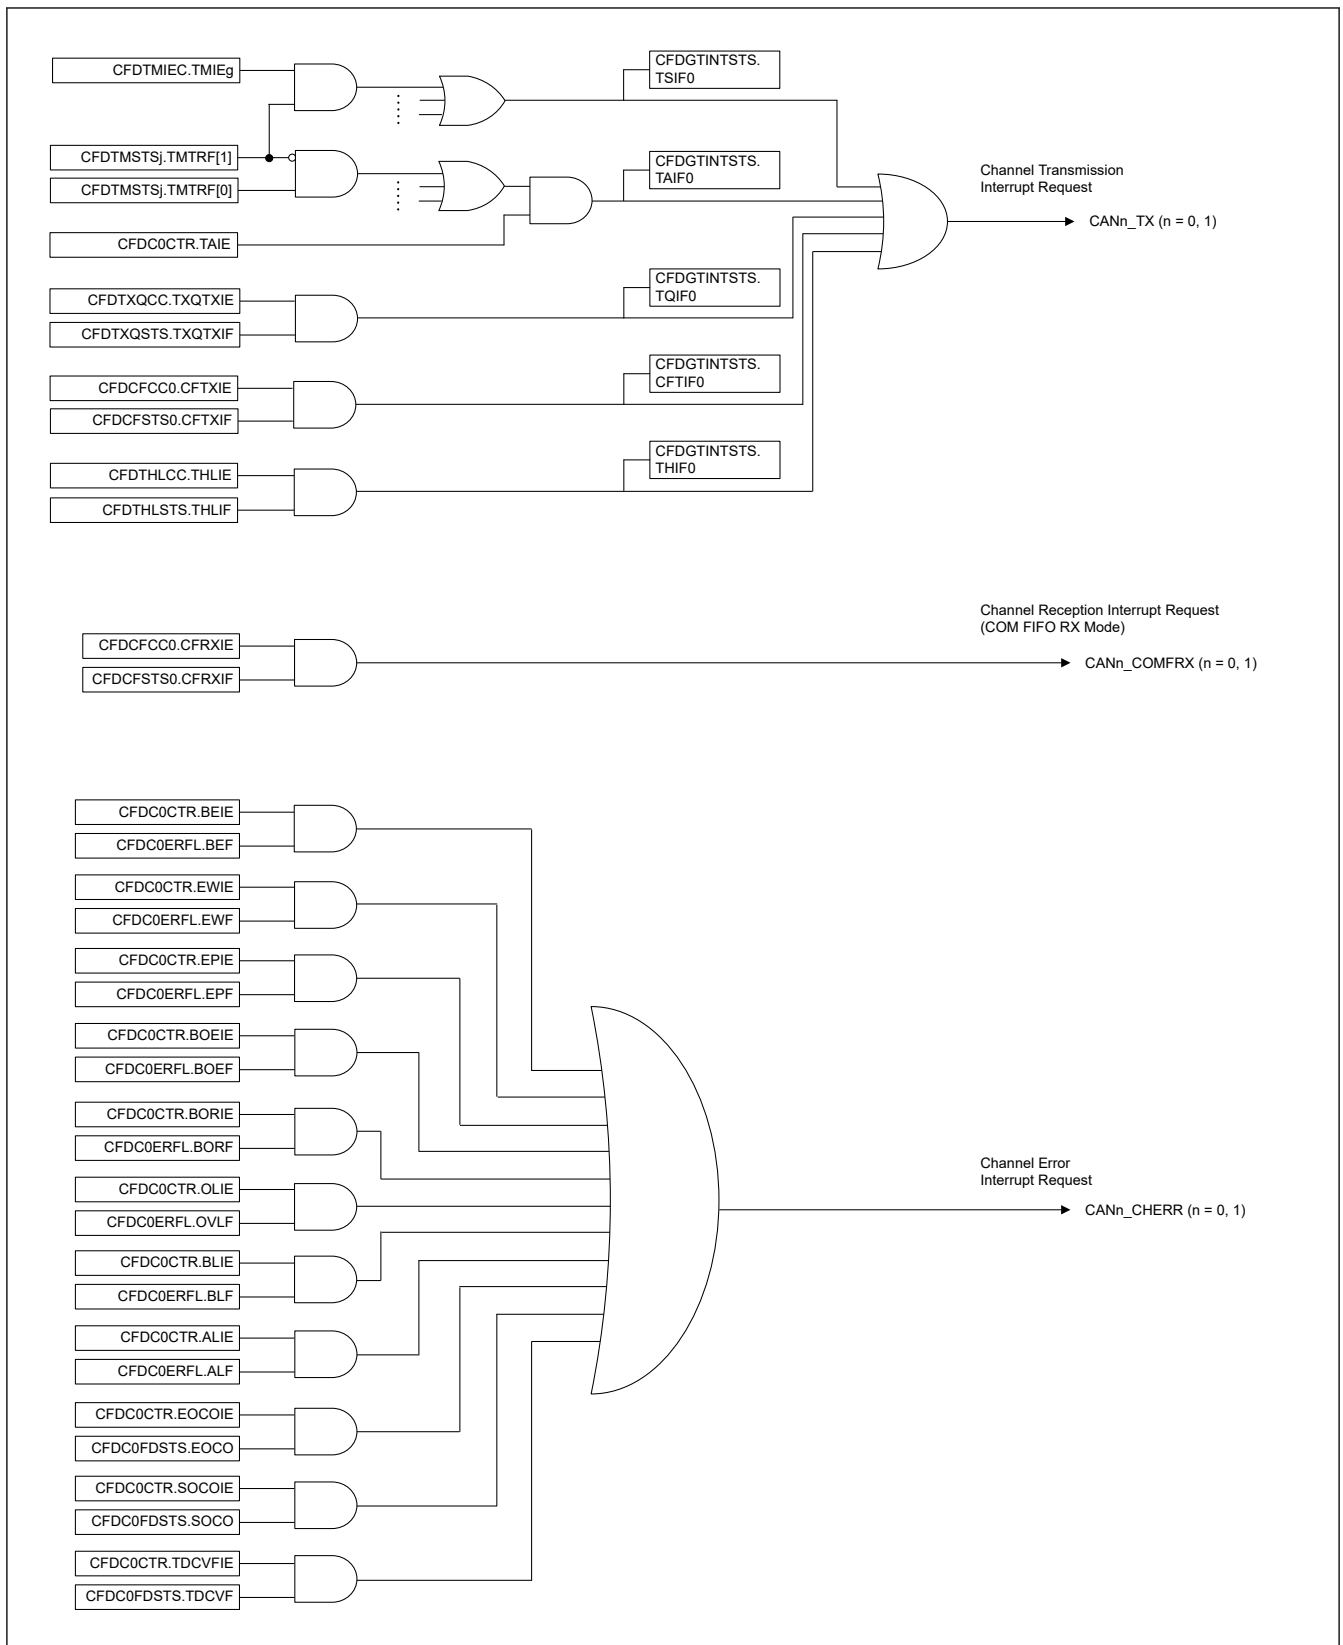 CFDTMIEC.TMIEg
CFDGTINTSTS.
TSIF0
CFDTMSTSj.TMTRF[1]
CFDTMSTSj.TMTRF[0]
CFDGTINTSTS.
TAIF0
CFDC0CTR.TAIE
Channel Transmission
Interrupt Request
CANn_TX (n = 0, 1)
CFDTXQCC.TXQTXIE
CFDTXQSTS.TXQTXIF
CFDGTINTSTS.
TQIF0
CFDCFCC0.CFTXIE
CFDCFSTS0.CFTXIF
CFDGTINTSTS.
CFTIF0
CFDTHLCC.THLIE
CFDTHLSTS.THLIF
CFDGTINTSTS.
THIF0
Channel Reception Interrupt Request
(COM FIFO RX Mode)
CFDCFCC0.CFRXIE
CFDCFSTS0.CFRXIF
CANn_COMFRX (n = 0, 1)
CFDC0CTR.BEIE
CFDC0ERFL.BEF
CFDC0CTR.EWIE
CFDC0ERFL.EWF
CFDC0CTR.EPIE
CFDC0ERFL.EPF
CFDC0CTR.BOEIE
CFDC0ERFL.BOEF
CFDC0CTR.BORIE
CFDC0ERFL.BORF
CFDC0CTR.OLIE
CFDC0ERFL.OVLF
CFDC0CTR.BLIE
CFDC0ERFL.BLF
CFDC0CTR.ALIE
CFDC0ERFL.ALF
CFDC0CTR.EOCOIE
CFDC0FDSTS.EOCO
CFDC0CTR.SOCOIE
CFDC0FDSTS.SOCO
CFDC0CTR.TDCVFIE
CFDC0FDSTS.TDCVF
Channel Error
Interrupt Request
CANn_CHERR (n = 0, 1)